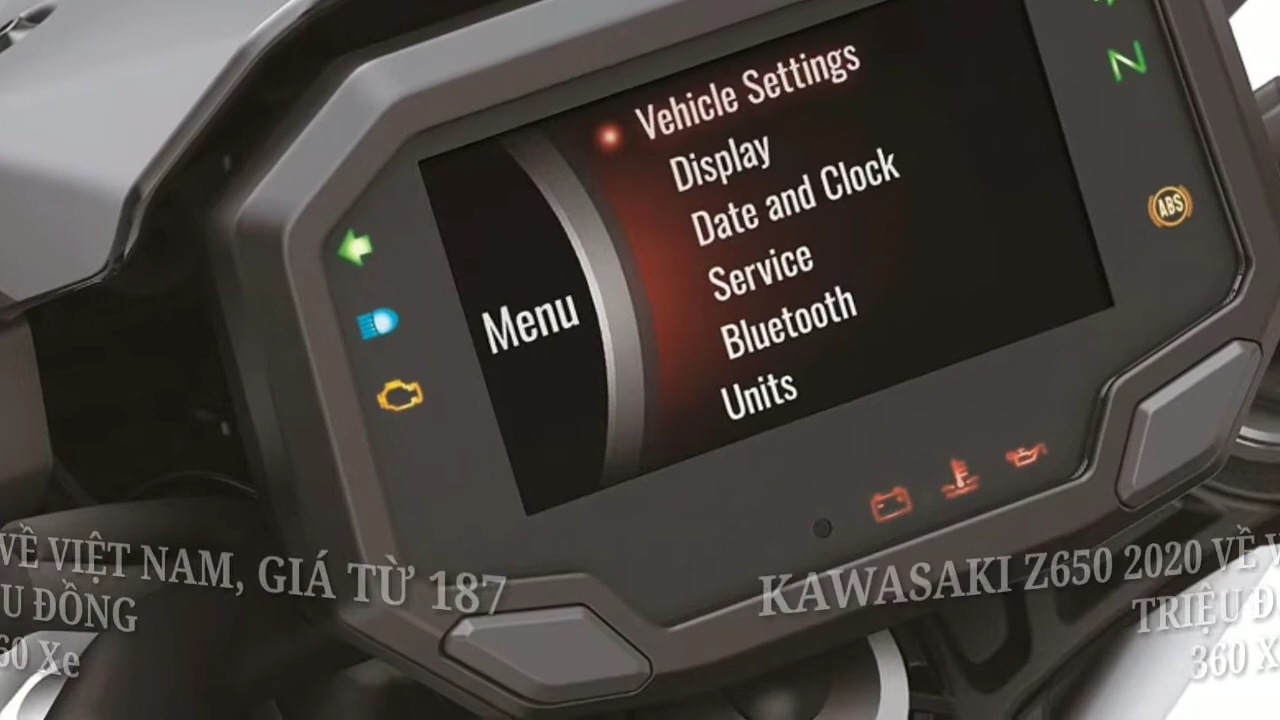 Vehicle Settings
Display
Date and Clock
Service
Bluetooth
Units
Menu
N
ABS
VỀ VIỆT NAM, GIÁ TỪ 187
U ĐỒNG
60 Xe
KAWASAKI Z650 2020 VỀ V
TRIỆU Đ
360 X